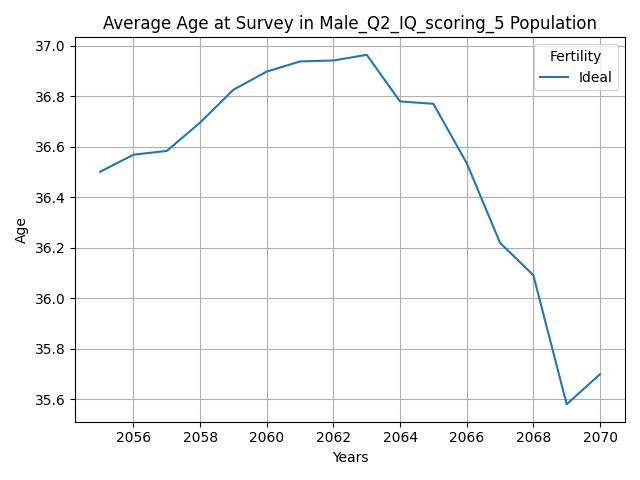 Average Age at Survey in Male_Q2_IQ_scoring_5 Population
37.0
36.8
36.6
36.4
36.2
36.0
35.8
35.6
Age
Fertility
Ideal
2056 2058 2060 2062 2064 2066 2068 2070
Years